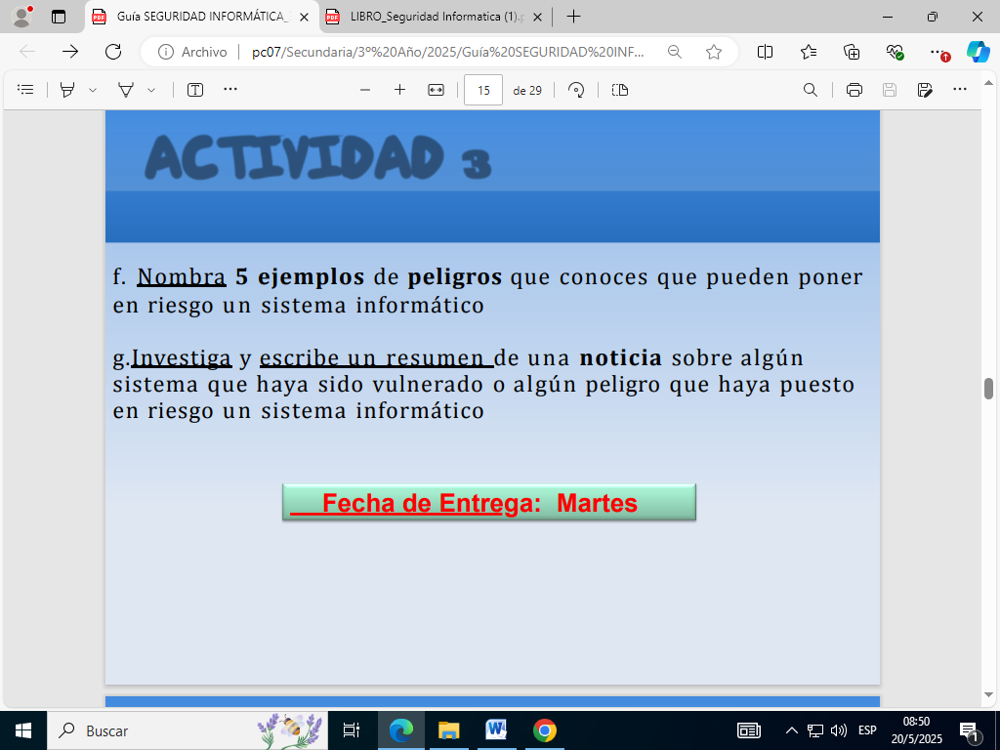 Guía SEGURIDAD INFORMÁTICA_
LIBRO_Seguridad Informatica (1).p
Archivo
pc07/Secundaria/3º%20Año/2025/Guía%20SEGURIDAD%20INF...
15
de 29
ACTIVIDAD 3
f. Nombra 5 ejemplos de peligros que conoces que pueden poner
en riesgo un sistema informático
g.Investiga y escribe un resumen de una noticia sobre algún
sistema que haya sido vulnerado o algún peligro que haya puesto
en riesgo un sistema informático
Fecha de Entrega: Martes
Buscar
ESP
08:50
20/5/2025
1